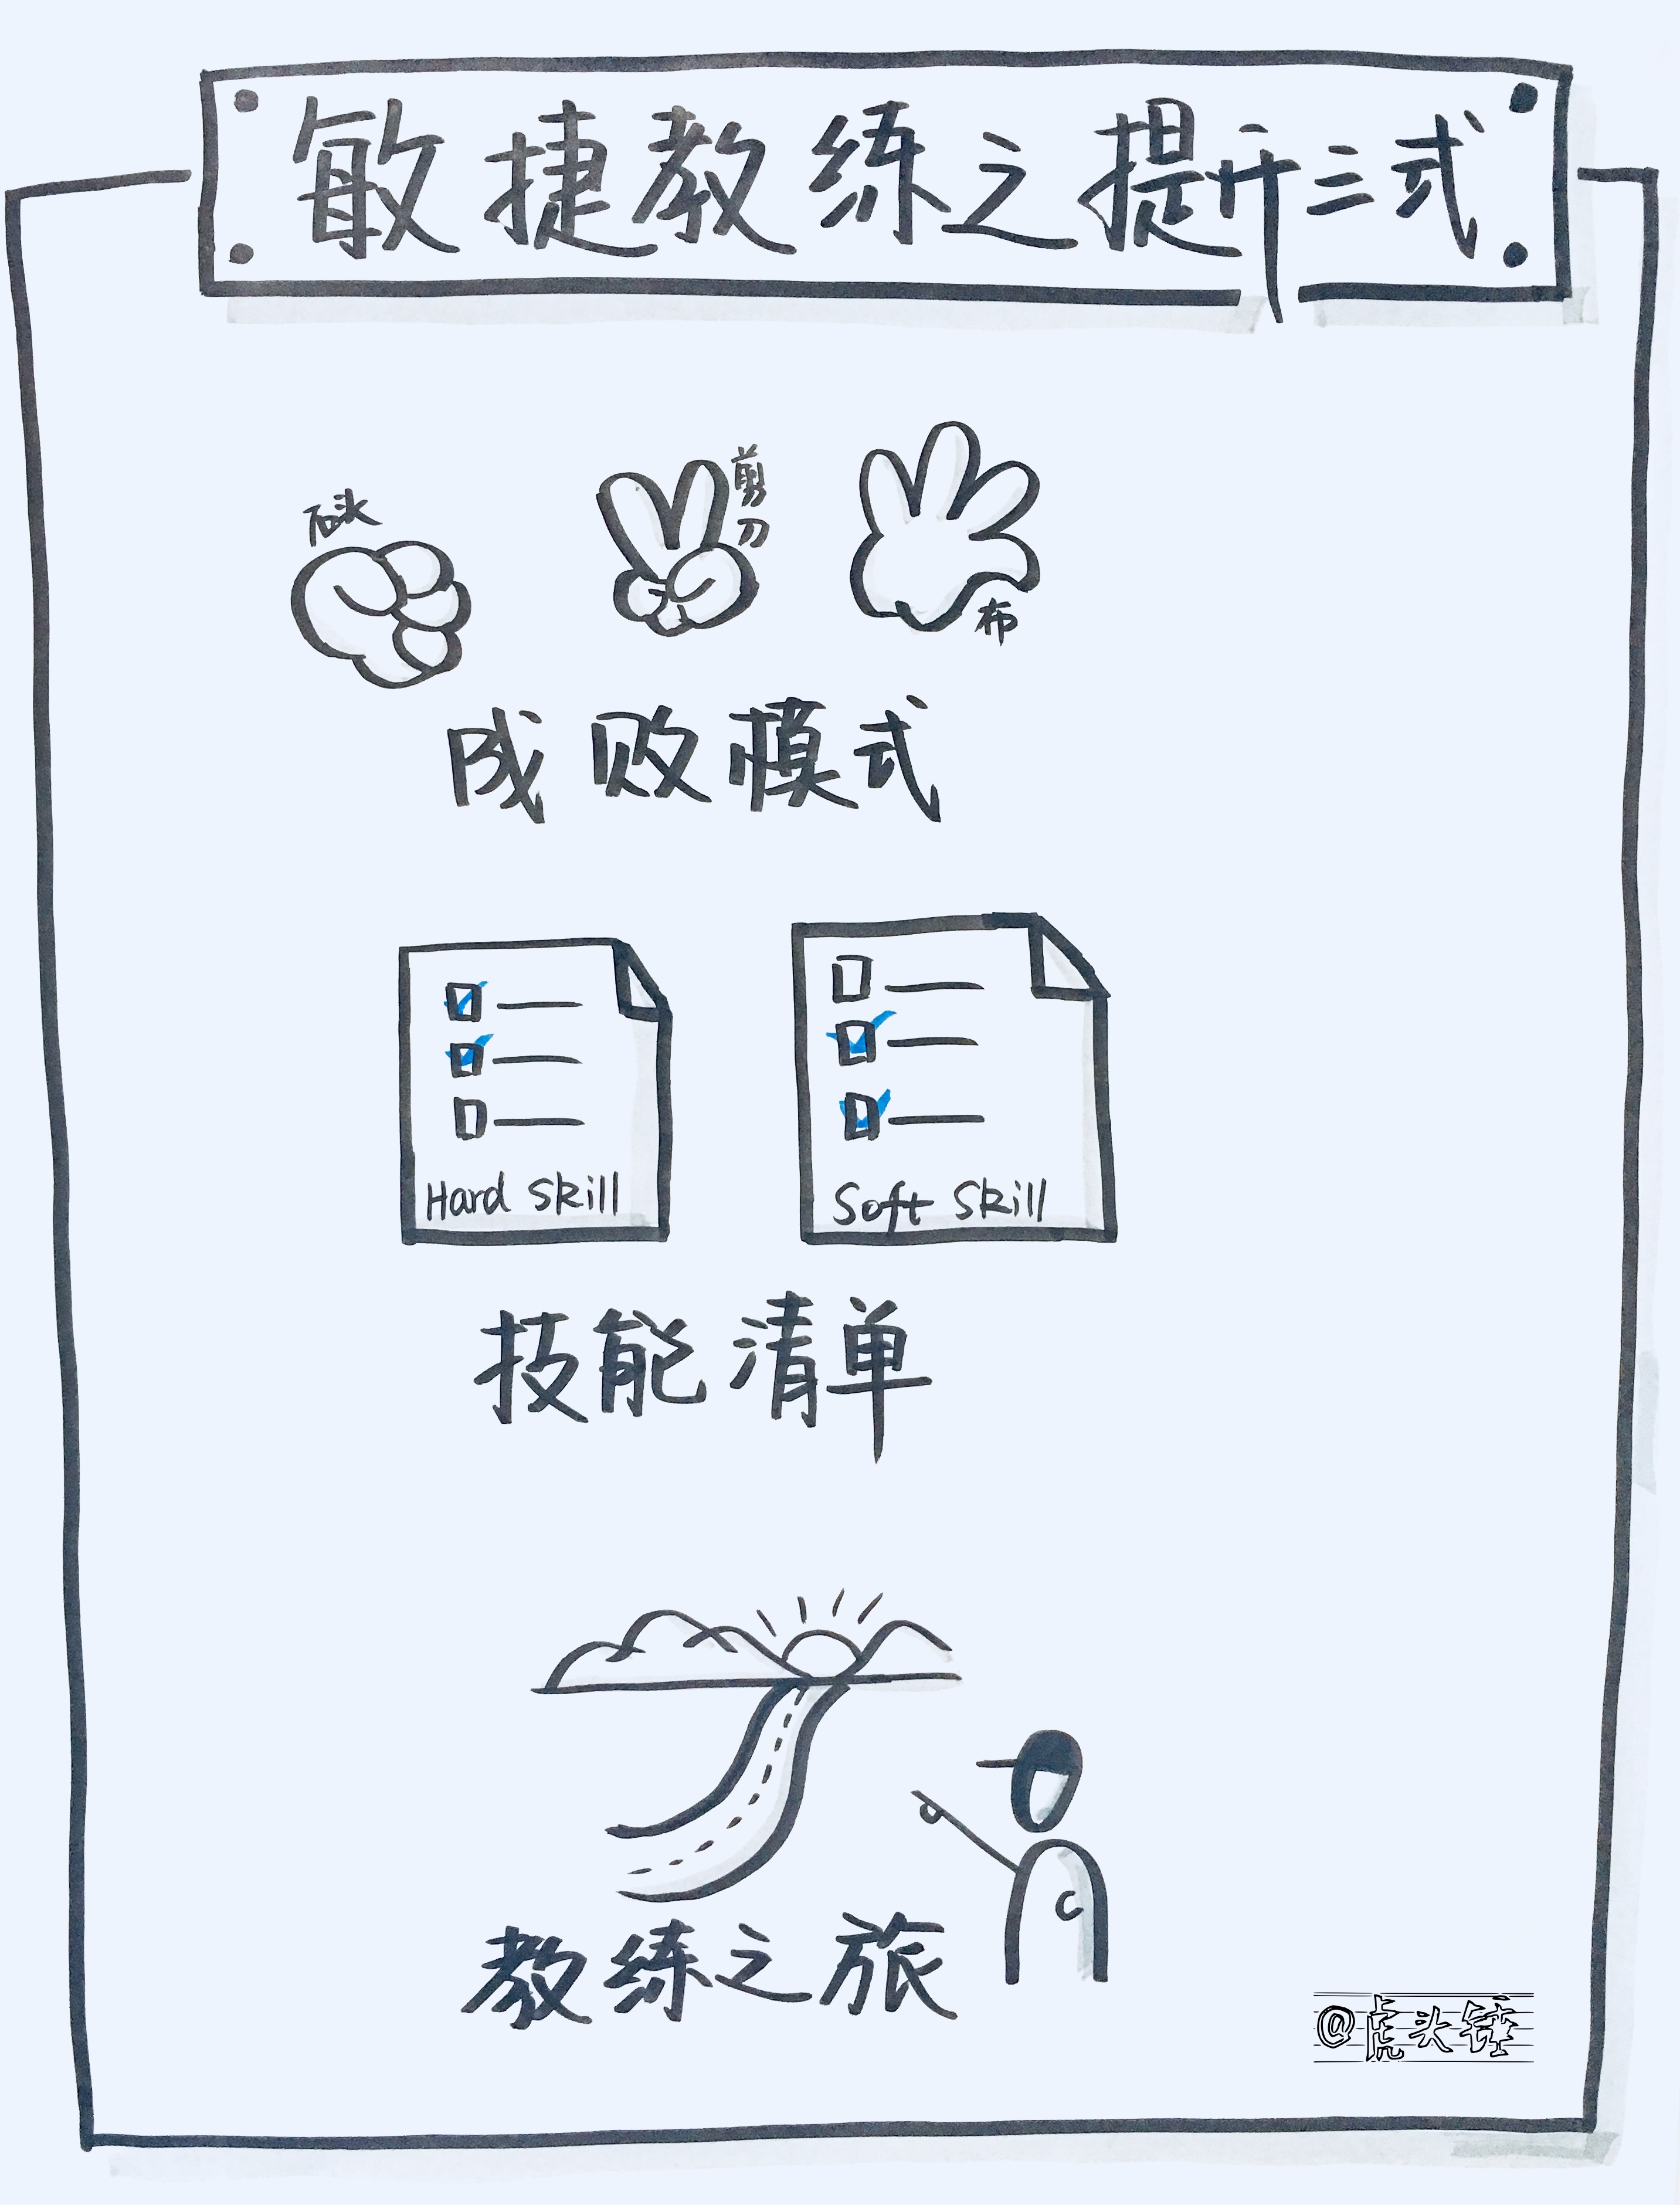 敏捷教练之提升三式
石头
剪刀
布
成败模式
Hard Skill
Soft Skill
技能清单
教练之旅
C
@虎头锤